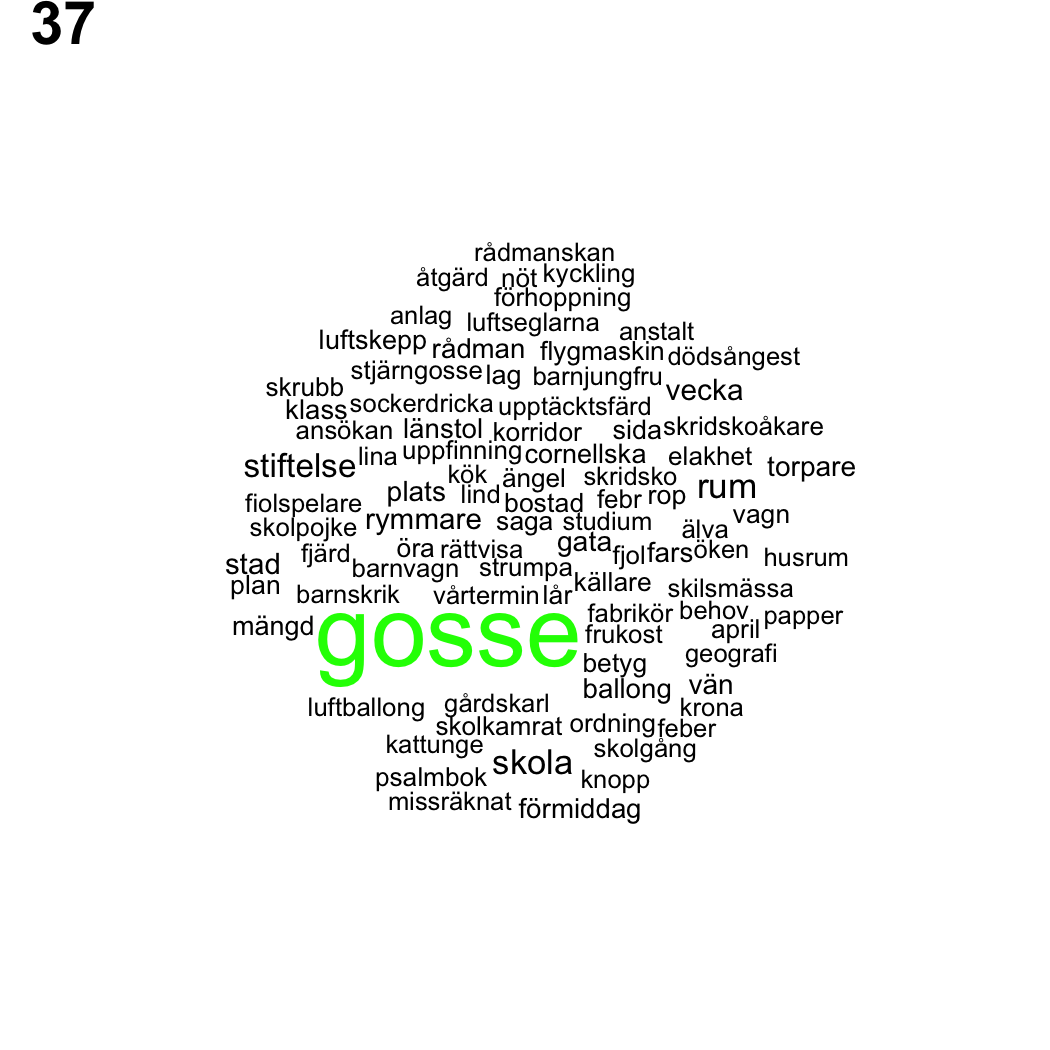 37
rådmanskan
åtgärd nöt kyckling
förhoppning
anlag luftseglarna anstalt
luftskepp rådman flygmaskin dödsångest
stjärngosse lag barnjungfru vecka
skrubb sockerdricka upptäcktsfärd
klass
ansökan länstol korridor sida skridskoåkare
stiftelse lina uppfinning cornellska elakhet torpare
kök ängel skridsko rum
fiolspelare plats lind bostad febr rop
skolpojke rymmare saga studium älva vagn
fjärd öra rättvisa gata fjol farsöken husrum
stad barnvagn strumpa källare skilsmässa
plan barnskrik vårtermin lår
mängd gosse fabrikör behov papper
frukost april
betyg geografi
ballong vän
luftballong gårdskarl krona
skolkamrat ordning feber
kattunge skola skolgång
psalmbok knopp
missräknat förmiddag